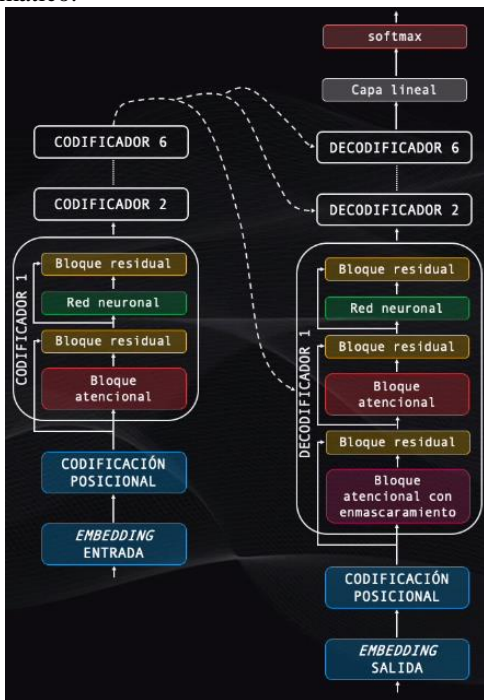 softmax
Capa lineal
CODIFICADOR 6
DECODIFICADOR 6
CODIFICADOR 2
DECODIFICADOR 2
CODIFICADOR 1
Bloque residual
Red neuronal
Bloque residual
Bloque
atencional
CODIFICACIÓN
POSICIONAL
EMBEDDING
ENTRADA
DECODIFICADOR 1
Bloque residual
Red neuronal
Bloque residual
Bloque
atencional
Bloque residual
Bloque
atencional con
enmascaramiento
CODIFICACIÓN
POSICIONAL
EMBEDDING
SALIDA